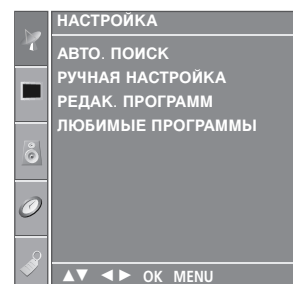 НАСТРОЙКА
АВТО. ПОИСК
РУЧНАЯ НАСТРОЙКА
РЕДАК. ПРОГРАММ
ЛЮБИМЫЕ ПРОГРАММЫ
▲▼ ◄► OK MENU